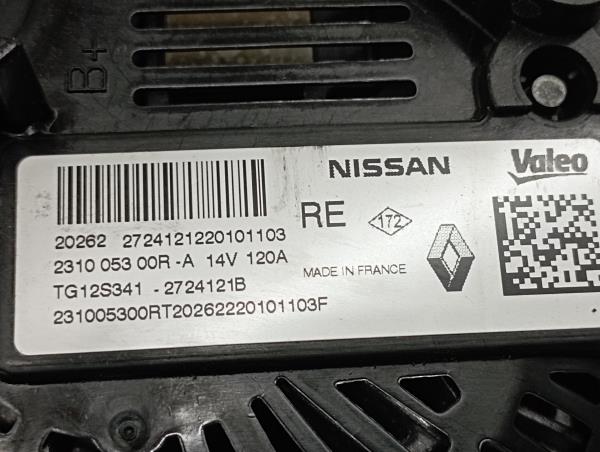 B+
NISSAN
Valeo
RE
172
20262 2724121220101103
2310 053 00R -A 14V 120A
MADE IN FRANCE
TG12S341 - 2724121B
231005300RT20262220101103F